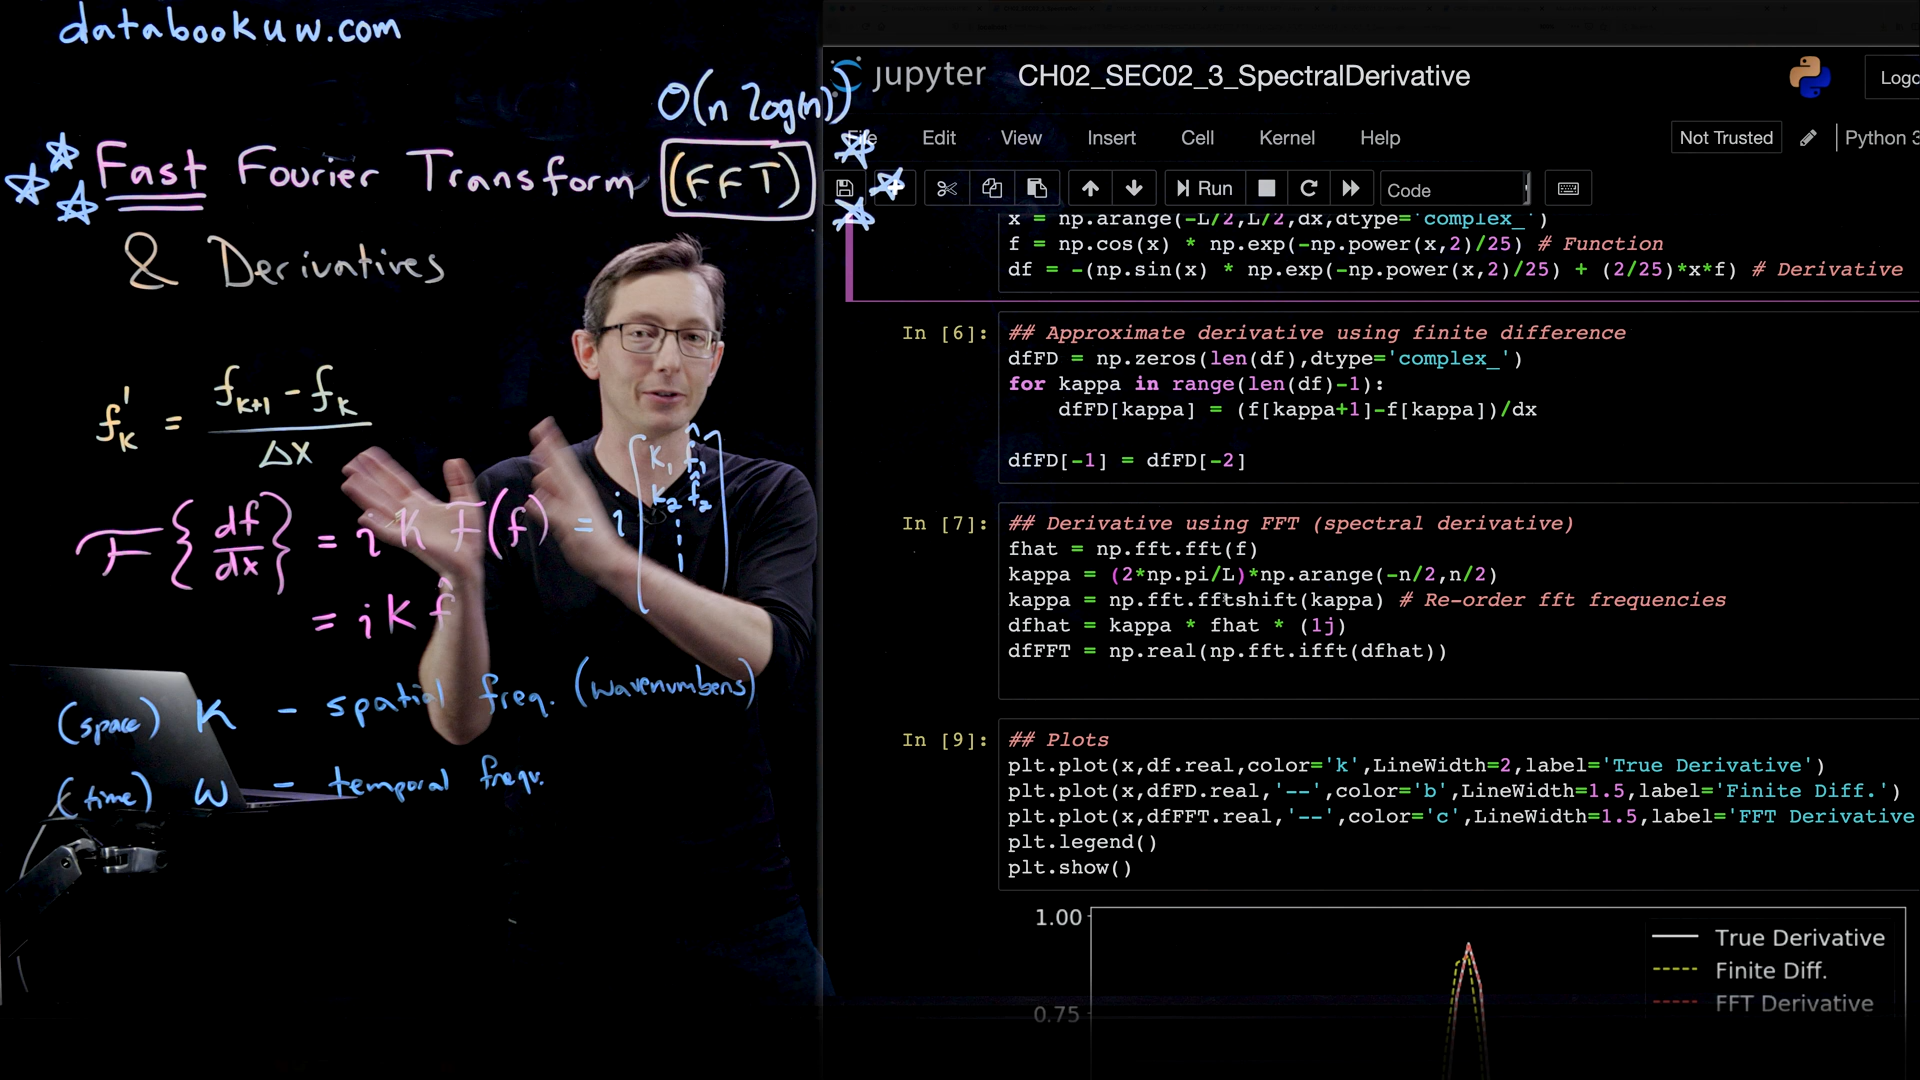 databookuw.com
O(n log(n))
Fast Fourier Transform (FFT)
& Derivatives
f'ₖ = (fₖ₊₁ - fₖ) / Δx
F{df/dx} = i K F(f) = i [K₁ f̂₁
K₂ f̂₂
= i K f̂
(space) K - spatial freq. (wavenumbers)
(time) ω - temporal freq.
jupyter CH02_SEC02_3_SpectralDerivative
File Edit View Insert Cell Kernel Help Not Trusted Python 3
Run Code
x = np.arange(-L/2,L/2,dx,dtype='complex_')
f = np.cos(x) * np.exp(-np.power(x,2)/25) # Function
df = -(np.sin(x) * np.exp(-np.power(x,2)/25) + (2/25)*x*f) # Derivative
In [6]: ## Approximate derivative using finite difference
dfFD = np.zeros(len(df),dtype='complex_')
for kappa in range(len(df)-1):
dfFD[kappa] = (f[kappa+1]-f[kappa])/dx
dfFD[-1] = dfFD[-2]
In [7]: ## Derivative using FFT (spectral derivative)
fhat = np.fft.fft(f)
kappa = (2*np.pi/L)*np.arange(-n/2,n/2)
kappa = np.fft.fftshift(kappa) # Re-order fft frequencies
dfhat = kappa * fhat * (1j)
dfFFT = np.real(np.fft.ifft(dfhat))
In [9]: ## Plots
plt.plot(x,df.real,color='k',LineWidth=2,label='True Derivative')
plt.plot(x,dfFD.real,'--',color='b',LineWidth=1.5,label='Finite Diff.')
plt.plot(x,dfFFT.real,'--',color='c',LineWidth=1.5,label='FFT Derivative
plt.legend()
plt.show()
1.00
True Derivative
Finite Diff.
FFT Derivative
0.75